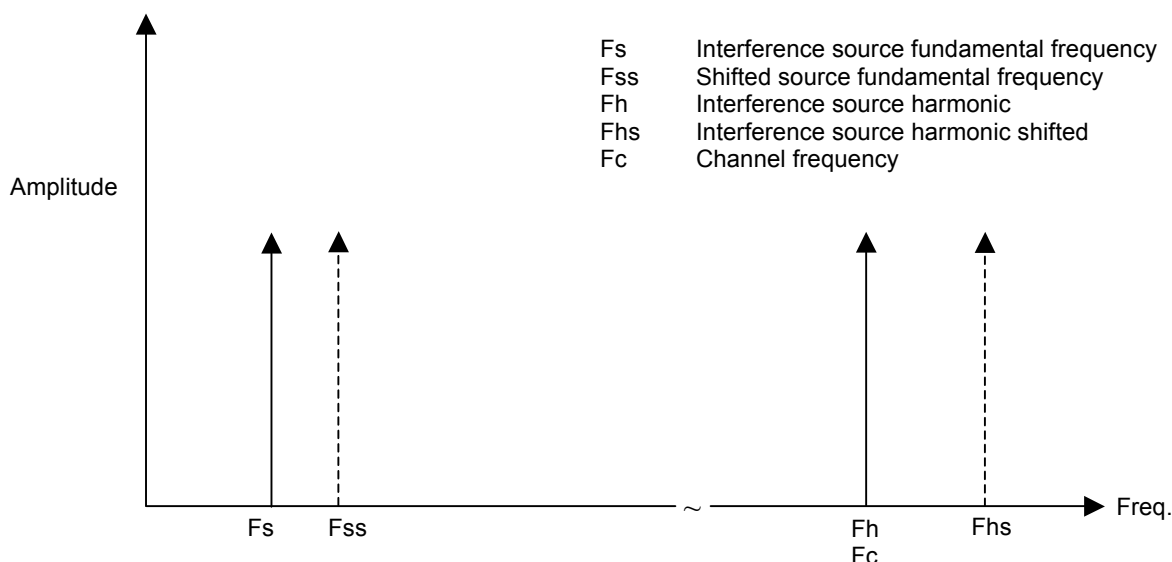 Fs Interference source fundamental frequency
Fss Shifted source fundamental frequency
Fh Interference source harmonic
Fhs Interference source harmonic shifted
Fc Channel frequency
Amplitude
~
Freq.
Fs Fss Fh Fhs
Fc